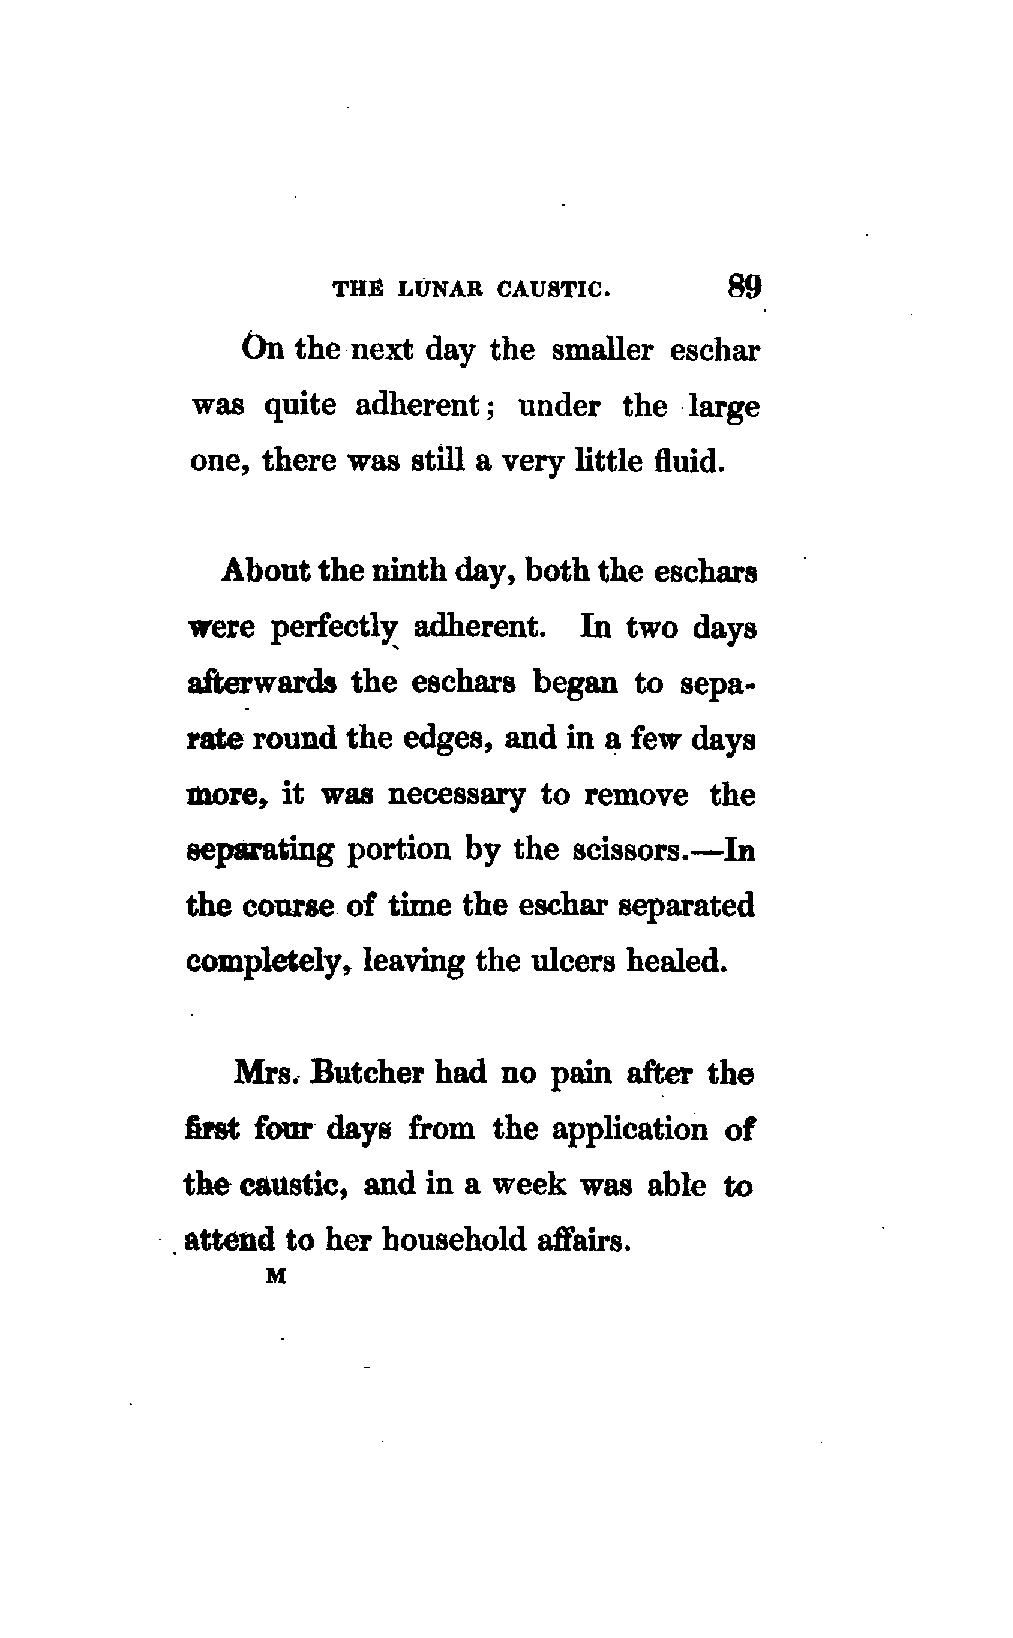 THE LUNAR CAUSTIC. 89
On the next day the smaller eschar
was quite adherent; under the large
one, there was still a very little fluid.
About the ninth day, both the eschars
were perfectly adherent. In two days
afterwards the eschars began to sepa-
rate round the edges, and in a few days
more, it was necessary to remove the
separating portion by the scissors.—In
the course of time the eschar separated
completely, leaving the ulcers healed.
Mrs. Butcher had no pain after the
first four days from the application of
the caustic, and in a week was able to
attend to her household affairs.
M